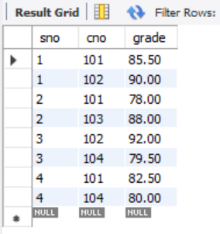 Result Grid Filter Rows:
sno cno grade
1 101 85.50
1 102 90.00
2 101 78.00
2 103 88.00
3 102 92.00
3 104 79.50
4 101 82.50
4 104 80.00
NULL NULL NULL